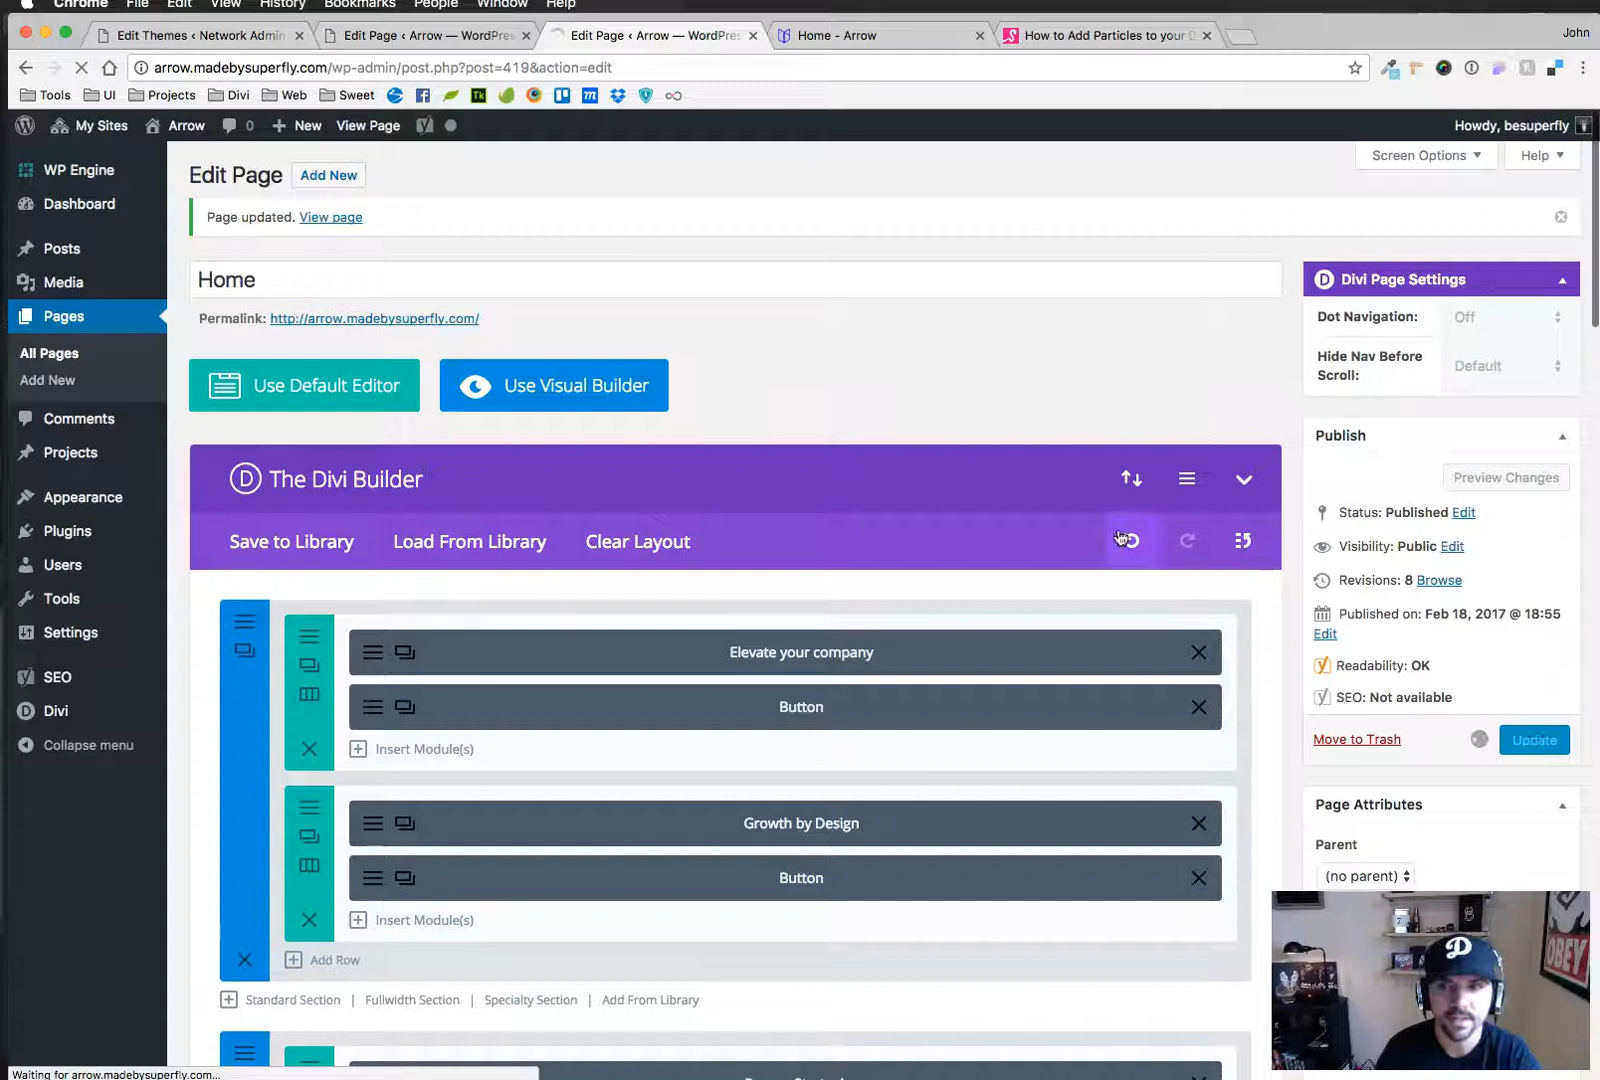 Chrome File Edit View History Bookmarks People Window Help
Edit Themes ‹ Network Admin
Edit Page ‹ Arrow — WordPres
Edit Page ‹ Arrow — WordPres
Home - Arrow
How to Add Particles to your D
John
arrow.madebysuperfly.com/wp-admin/post.php?post=419&action=edit
Tools UI Projects Divi Web Sweet
My Sites Arrow 0 New View Page
Howdy, besuperfly
WP Engine
Dashboard
Posts
Media
Pages
All Pages
Add New
Comments
Projects
Appearance
Plugins
Users
Tools
Settings
SEO
Divi
Collapse menu
Screen Options Help
Edit Page Add New
Page updated. View page
Home
Permalink: http://arrow.madebysuperfly.com/
Use Default Editor Use Visual Builder
The Divi Builder
Save to Library Load From Library Clear Layout
Elevate your company
Button
Insert Module(s)
Growth by Design
Button
Insert Module(s)
Add Row
Standard Section | Fullwidth Section | Specialty Section | Add From Library
Divi Page Settings
Dot Navigation: Off
Hide Nav Before
Scroll:
Default
Publish
Preview Changes
Status: Published Edit
Visibility: Public Edit
Revisions: 8 Browse
Published on: Feb 18, 2017 @ 18:55
Edit
Readability: OK
SEO: Not available
Move to Trash Update
Page Attributes
Parent
(no parent)
OBEY
Waiting for arrow.madebysuperfly.com...